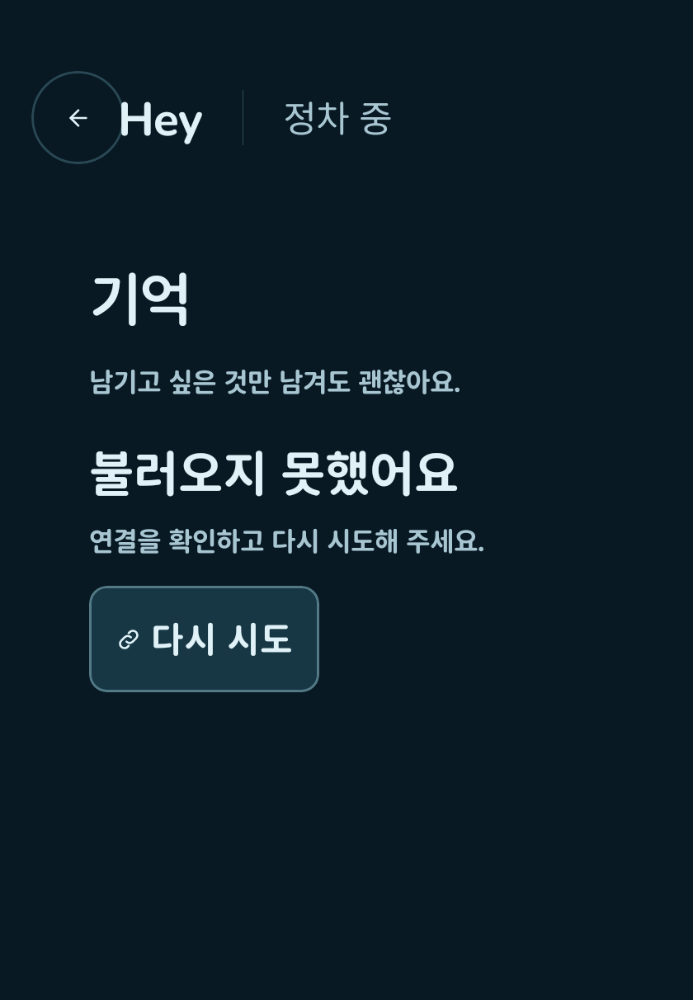 Hey 정차 중
기억
남기고 싶은 것만 남겨도 괜찮아요.
불러오지 못했어요
연결을 확인하고 다시 시도해 주세요.
다시 시도